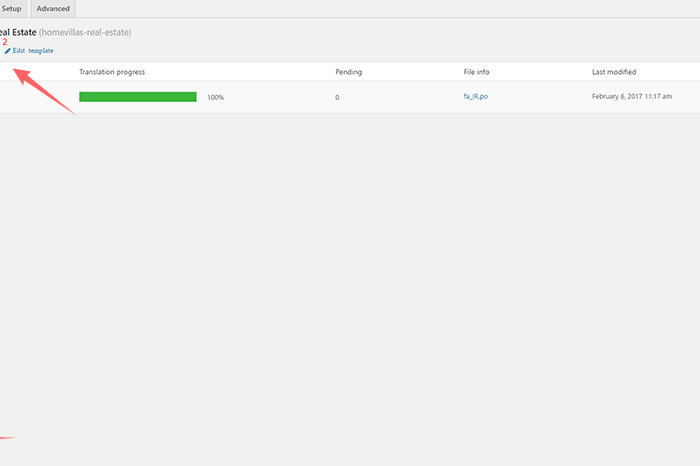 Setup Advanced
eal Estate (homevillas-real-estate)
2
Edit template
Translation progress Pending File info Last modified
100% 0 fa_IR.po February 6, 2017 11:17 am